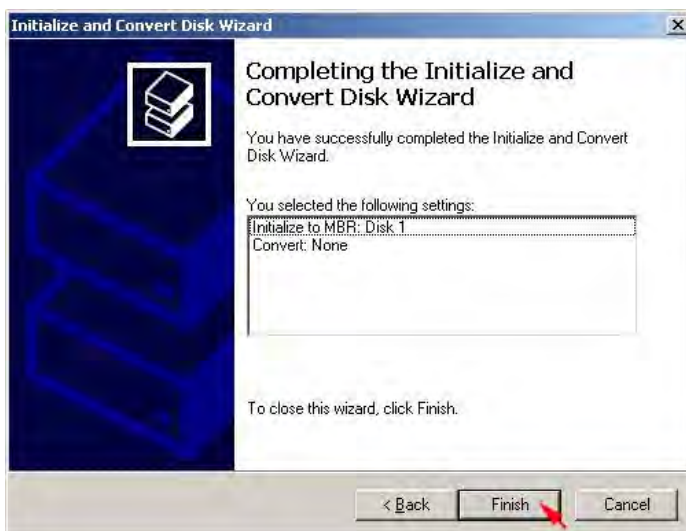 Initialize and Convert Disk Wizard
Completing the Initialize and
Convert Disk Wizard
You have successfully completed the Initialize and Convert
Disk Wizard.
You selected the following settings:
Initialize to MBR: Disk 1
Convert: None
To close this wizard, click Finish.
< Back Finish Cancel